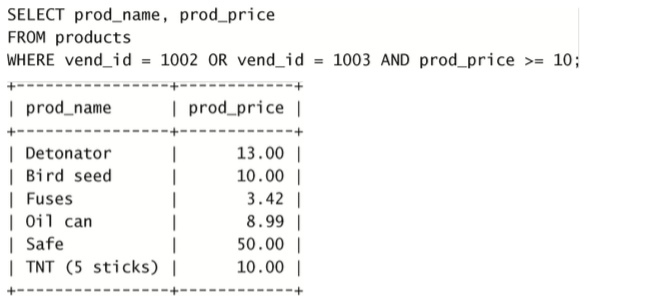 SELECT prod_name, prod_price
FROM products
WHERE vend_id = 1002 OR vend_id = 1003 AND prod_price >= 10;
+----------------+------------+
| prod_name      | prod_price |
+----------------+------------+
| Detonator      |      13.00 |
| Bird seed      |      10.00 |
| Fuses          |       3.42 |
| Oil can        |       8.99 |
| Safe           |      50.00 |
| TNT (5 sticks) |      10.00 |
+----------------+------------+